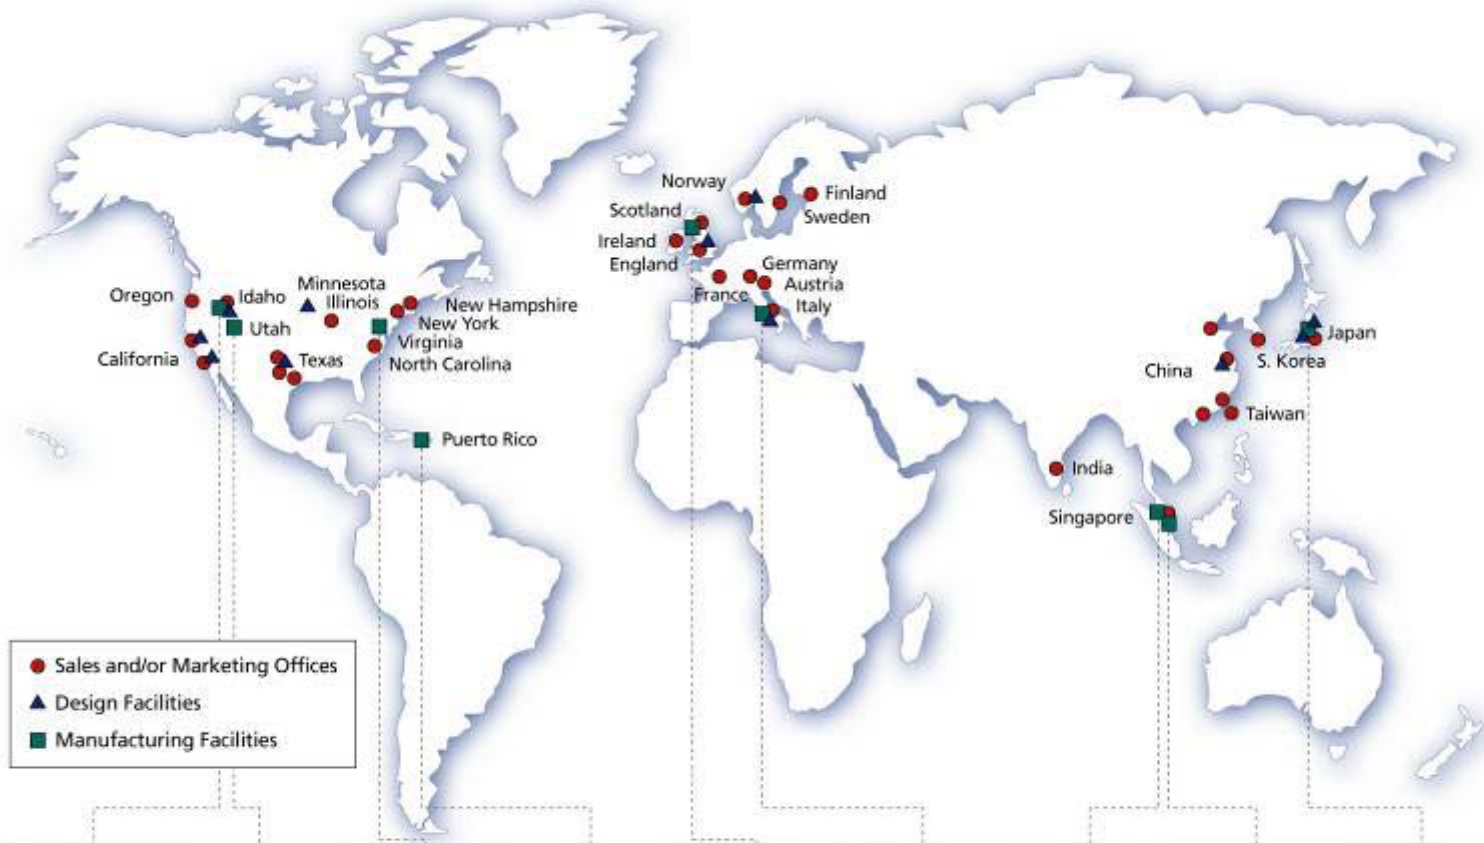 Norway
Finland
Scotland
Sweden
Ireland
England
Germany
Austria
France
Italy
Oregon
Idaho
Minnesota
Illinois
New Hampshire
New York
Utah
Virginia
California
Texas
North Carolina
Japan
S. Korea
China
Taiwan
Puerto Rico
India
Singapore
Sales and/or Marketing Offices
Design Facilities
Manufacturing Facilities